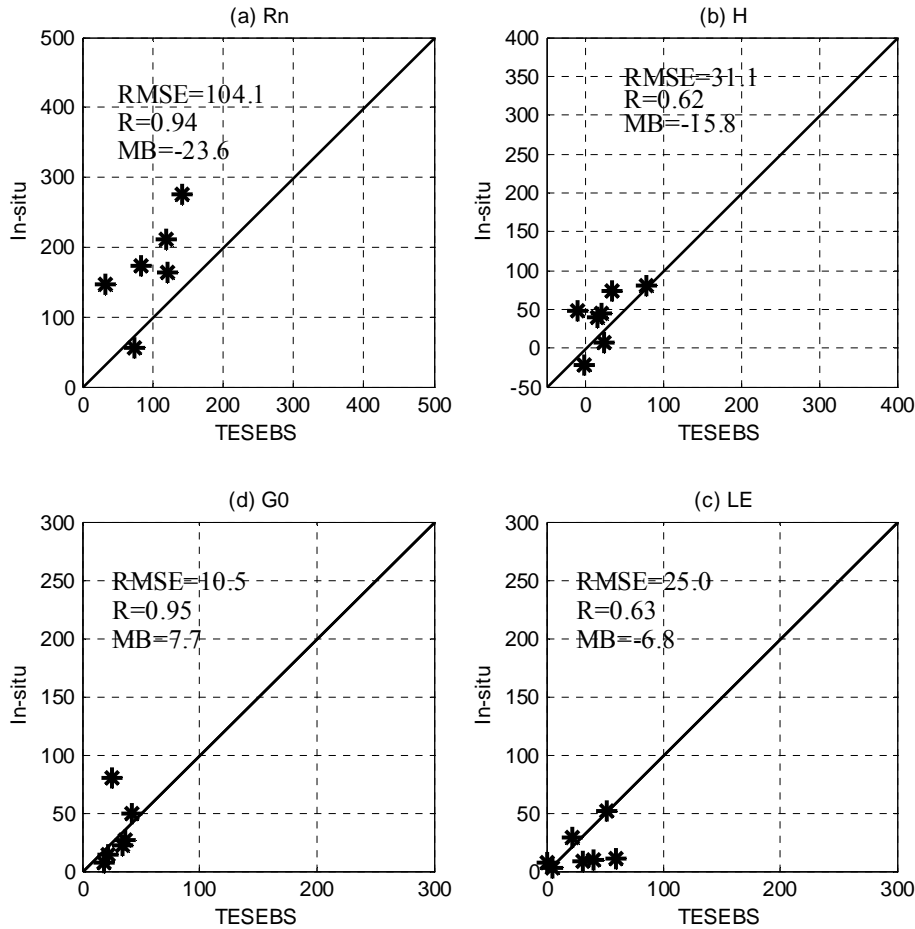 (a) Rn
500
400
300
200
100
0
0 100 200 300 400 500
In-situ
TESEBS
RMSE=104.1
R=0.94
MB=-23.6
(b) H
400
350
300
250
200
150
100
50
0
-50
0 100 200 300 400
In-situ
TESEBS
RMSE=31.1
R=0.62
MB=-15.8
(d) G0
300
250
200
150
100
50
0
0 100 200 300
In-situ
TESEBS
RMSE=10.5
R=0.95
MB=7.7
(c) LE
300
250
200
150
100
50
0
0 100 200 300
In-situ
TESEBS
RMSE=25.0
R=0.63
MB=-6.8